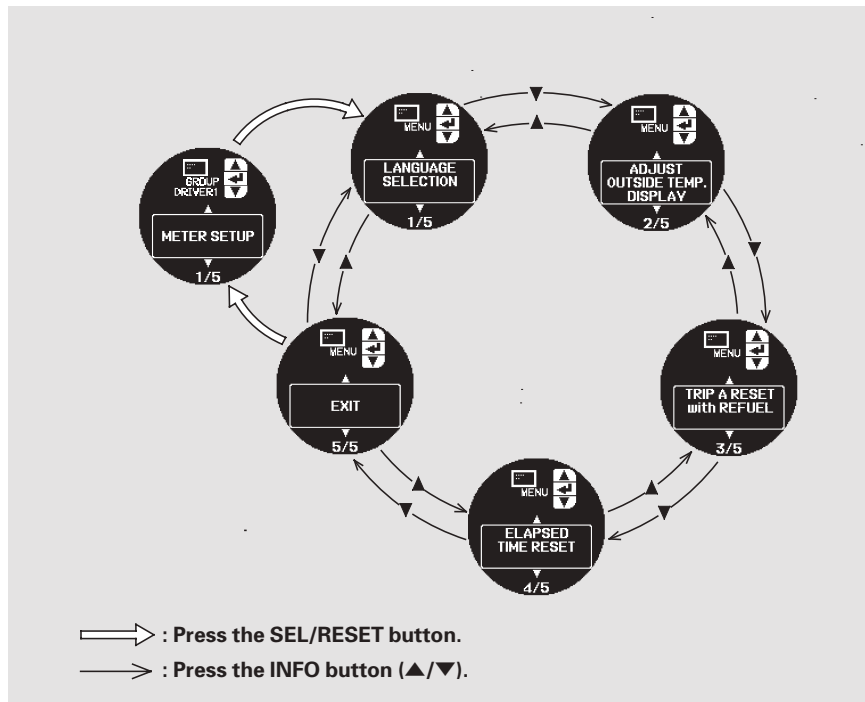 MENU
LANGUAGE
SELECTION
1/5
MENU
ADJUST
OUTSIDE TEMP.
DISPLAY
2/5
GROUP
DRIVER1
METER SETUP
1/5
MENU
EXIT
5/5
MENU
TRIP A RESET
with REFUEL
3/5
MENU
ELAPSED
TIME RESET
4/5
: Press the SEL/RESET button.
: Press the INFO button (▲/▼).